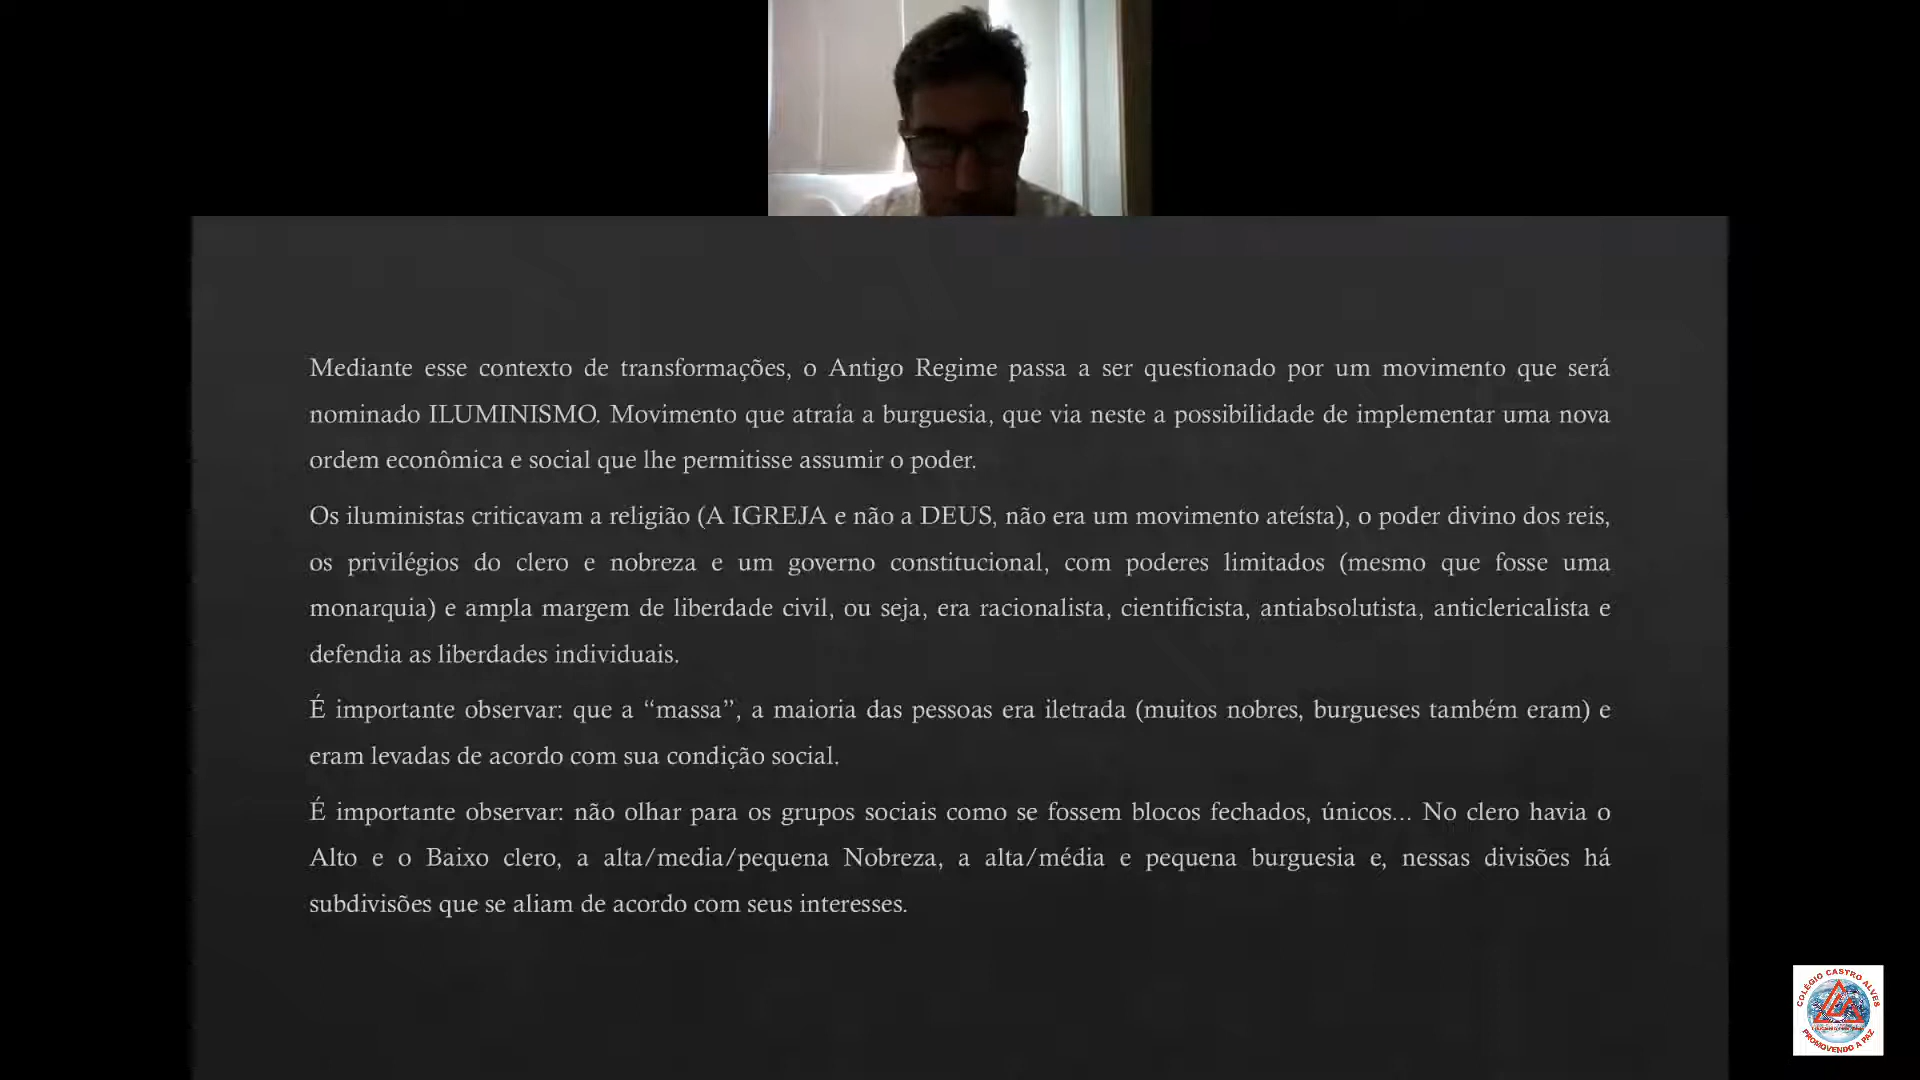 Mediante esse contexto de transformações, o Antigo Regime passa a ser questionado por um movimento que será
nominado ILUMINISMO. Movimento que atraía a burguesia, que via neste a possibilidade de implementar uma nova
ordem econômica e social que lhe permitisse assumir o poder.
Os iluministas criticavam a religião (A IGREJA e não a DEUS, não era um movimento ateísta), o poder divino dos reis,
os privilégios do clero e nobreza e um governo constitucional, com poderes limitados (mesmo que fosse uma
monarquia) e ampla margem de liberdade civil, ou seja, era racionalista, cientificista, antiabsolutista, anticlericalista e
defendia as liberdades individuais.
É importante observar: que a “massa”, a maioria das pessoas era iletrada (muitos nobres, burgueses também eram) e
eram levadas de acordo com sua condição social.
É importante observar: não olhar para os grupos sociais como se fossem blocos fechados, únicos... No clero havia o
Alto e o Baixo clero, a alta/media/pequena Nobreza, a alta/média e pequena burguesia e, nessas divisões há
subdivisões que se aliam de acordo com seus interesses.
COLÉGIO CASTRO ALVES
PROMOVENDO A PAZ